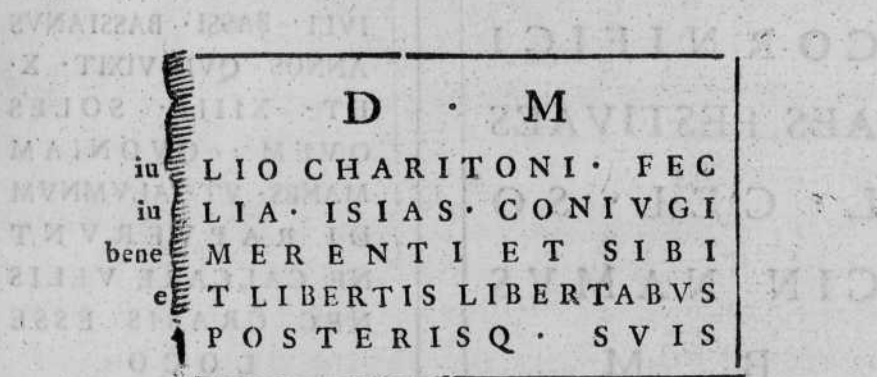 D · M
iu LIO CHARITONI · FEC
iu LIA · ISIAS · CONIVGI
bene MERENTI ET SIBI
e T LIBERTIS LIBERTABVS
POSTERISQ · SVIS